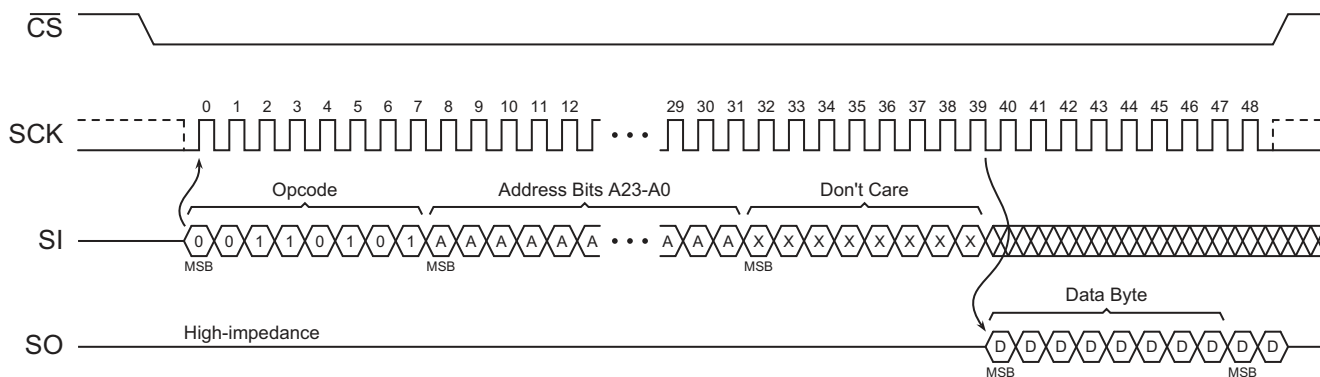 CS
0 1 2 3 4 5 6 7 8 9 10 11 12 29 30 31 32 33 34 35 36 37 38 39 40 41 42 43 44 45 46 47 48
SCK
Opcode Address Bits A23-A0 Don't Care
SI 0 0 1 1 0 1 0 1 A A A A A A A A A X X X X X X X X
MSB MSB MSB
Data Byte
High-impedance
SO D D D D D D D D D D
MSB MSB